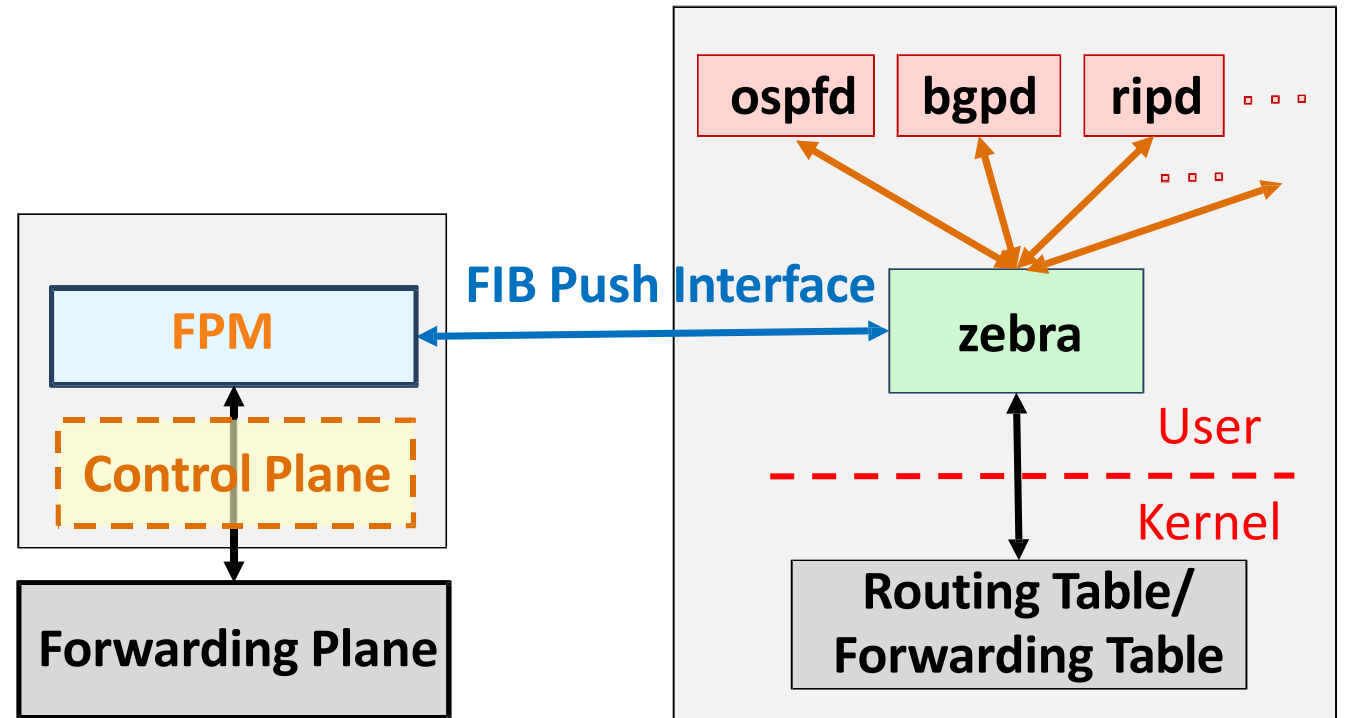 ospfd
bgpd
ripd
FIB Push Interface
FPM
zebra
Control Plane
User
Kernel
Forwarding Plane
Routing Table/
Forwarding Table